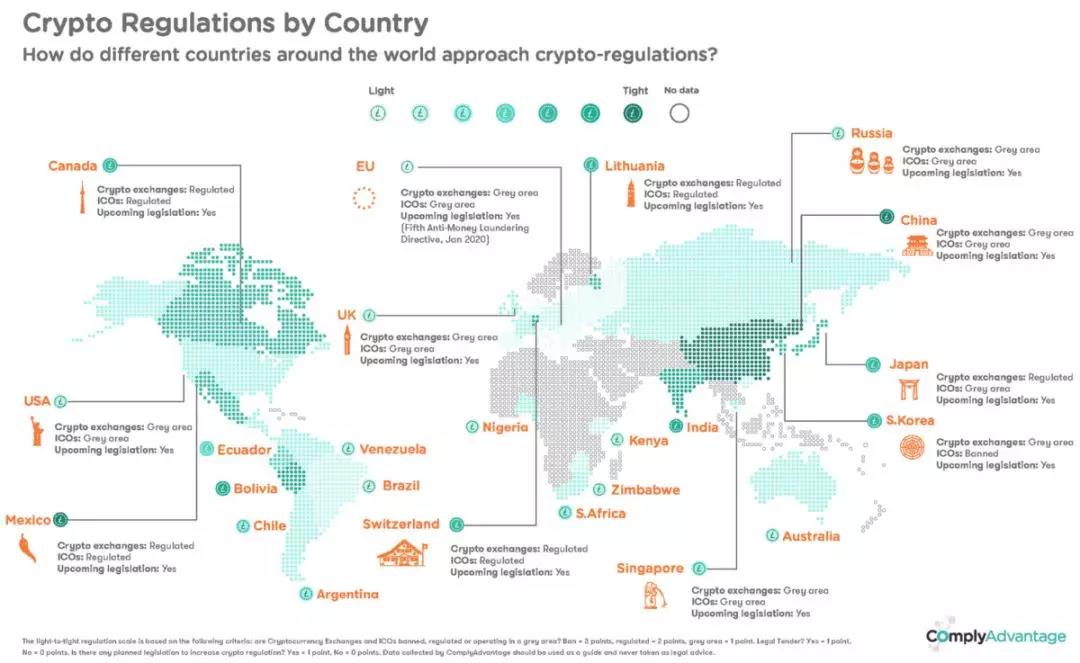 Crypto Regulations by Country
How do different countries around the world approach crypto-regulations?
Light
Tight
No data
Canada
Crypto exchanges: Regulated
ICOs: Regulated
Upcoming legislation: Yes
EU
Crypto exchanges: Grey area
ICOs: Grey area
Upcoming legislation: Yes
(Fifth Anti-Money Laundering
Directive, Jan 2020)
Lithuania
Crypto exchanges: Regulated
ICOs: Regulated
Upcoming legislation: Yes
Russia
Crypto exchanges: Grey area
ICOs: Grey area
Upcoming legislation: Yes
China
Crypto exchanges: Grey area
ICOs: Grey area
Upcoming legislation: Yes
UK
Crypto exchanges: Grey area
ICOs: Grey area
Upcoming legislation: Yes
Japan
Crypto exchanges: Regulated
ICOs: Grey area
Upcoming legislation: Yes
USA
Crypto exchanges: Grey area
ICOs: Grey area
Upcoming legislation: Yes
S.Korea
Crypto exchanges: Grey area
ICOs: Banned
Upcoming legislation: Yes
Nigeria
India
Kenya
Ecuador
Venezuela
Bolivia
Brazil
Zimbabwe
S.Africa
Mexico
Crypto exchanges: Regulated
ICOs: Regulated
Upcoming legislation: Yes
Chile
Switzerland
Crypto exchanges: Regulated
ICOs: Regulated
Upcoming legislation: Yes
Australia
Singapore
Crypto exchanges: Grey area
ICOs: Grey area
Upcoming legislation: Yes
Argentina
The light-to-tight regulation scale is based on the following criteria: are Cryptocurrency Exchanges and ICOs banned, regulated or operating in a grey area? Ban = 3 points, regulated = 2 points, grey area = 1 point. Legal Tender? Yes = 1 point,
No = 0 points. Is there any planned legislation to increase crypto regulation? Yes = 1 point, No = 0 points. Data collected by ComplyAdvantage should be used as a guide and never taken as legal advice.
ComplyAdvantage